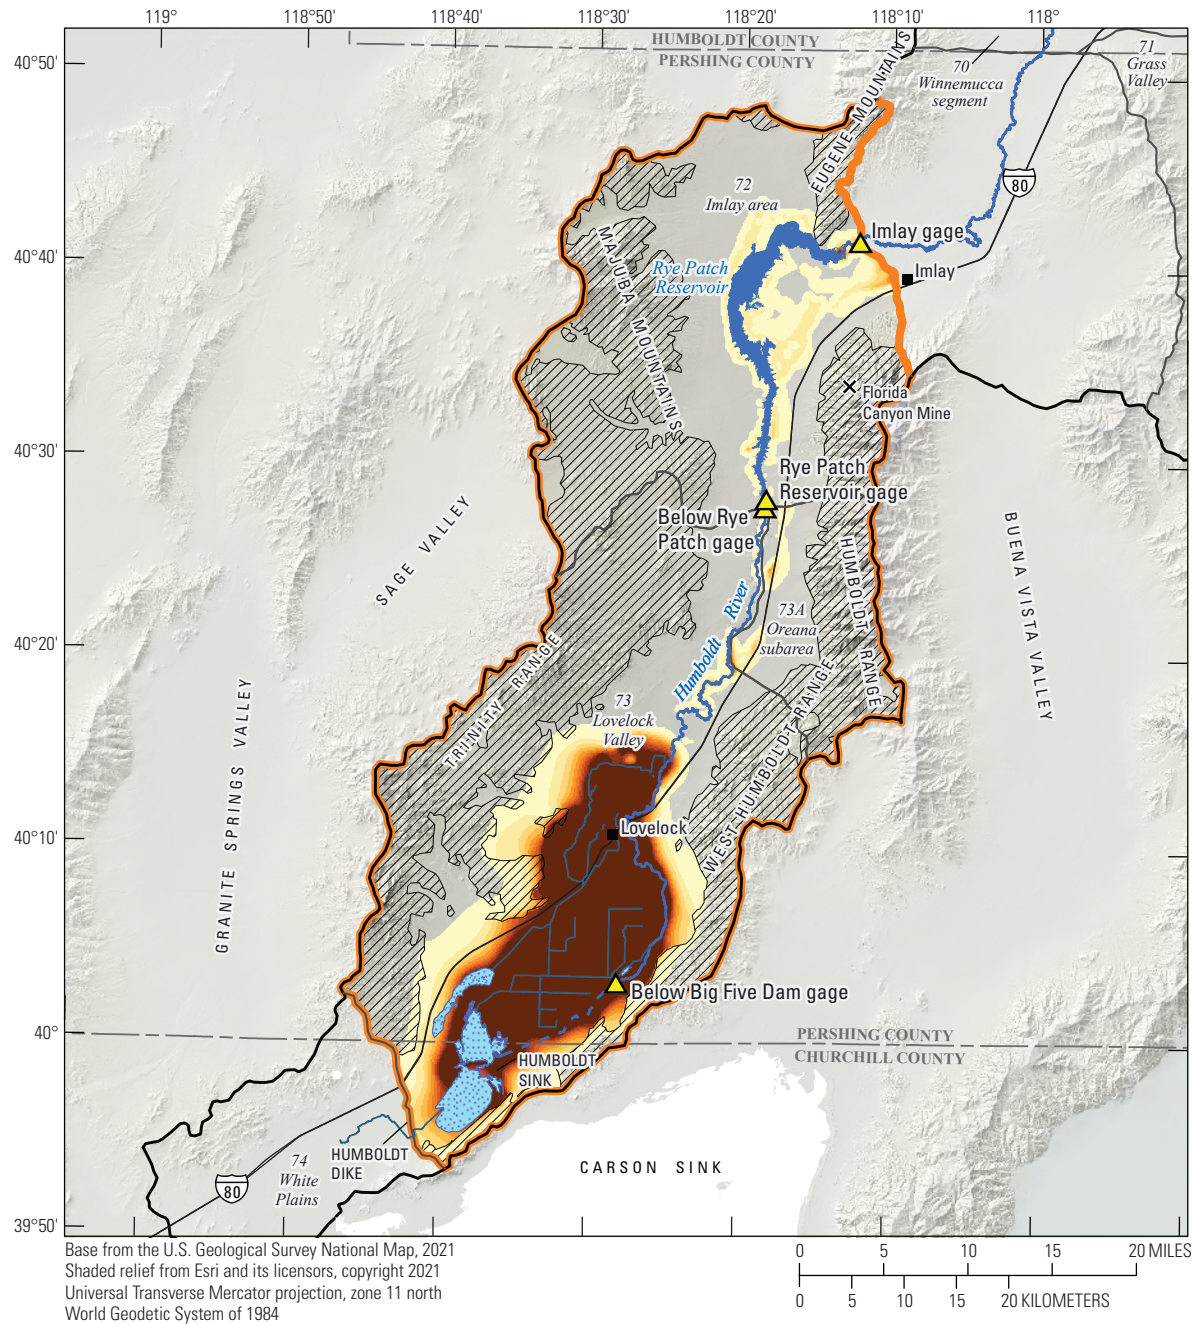 119°
118°50'
118°40'
118°30'
118°20'
118°10'
118°
40°50'
40°40'
40°30'
40°20'
40°10'
40°
39°50'
HUMBOLDT COUNTY
PERSHING COUNTY
70
Winnemucca
segment
71
Grass
Valley
EUGENE MOUNTAINS
80
72
Imlay area
Imlay gage
Imlay
Rye Patch
Reservoir
MAJUBA MOUNTAINS
Florida
Canyon Mine
Rye Patch
Reservoir gage
Below Rye
Patch gage
SAGE VALLEY
BUENA VISTA VALLEY
HUMBOLDT RANGE
Humboldt River
73A
Oreana
subarea
TRINITY RANGE
73
Lovelock
Valley
WEST HUMBOLDT RANGE
GRANITE SPRINGS VALLEY
Lovelock
Below Big Five Dam gage
PERSHING COUNTY
CHURCHILL COUNTY
HUMBOLDT
SINK
HUMBOLDT
DIKE
74
White
Plains
80
CARSON SINK
Base from the U.S. Geological Survey National Map, 2021
Shaded relief from Esri and its licensors, copyright 2021
Universal Transverse Mercator projection, zone 11 north
World Geodetic System of 1984
0 5 10 15 20 MILES
0 5 10 15 20 KILOMETERS